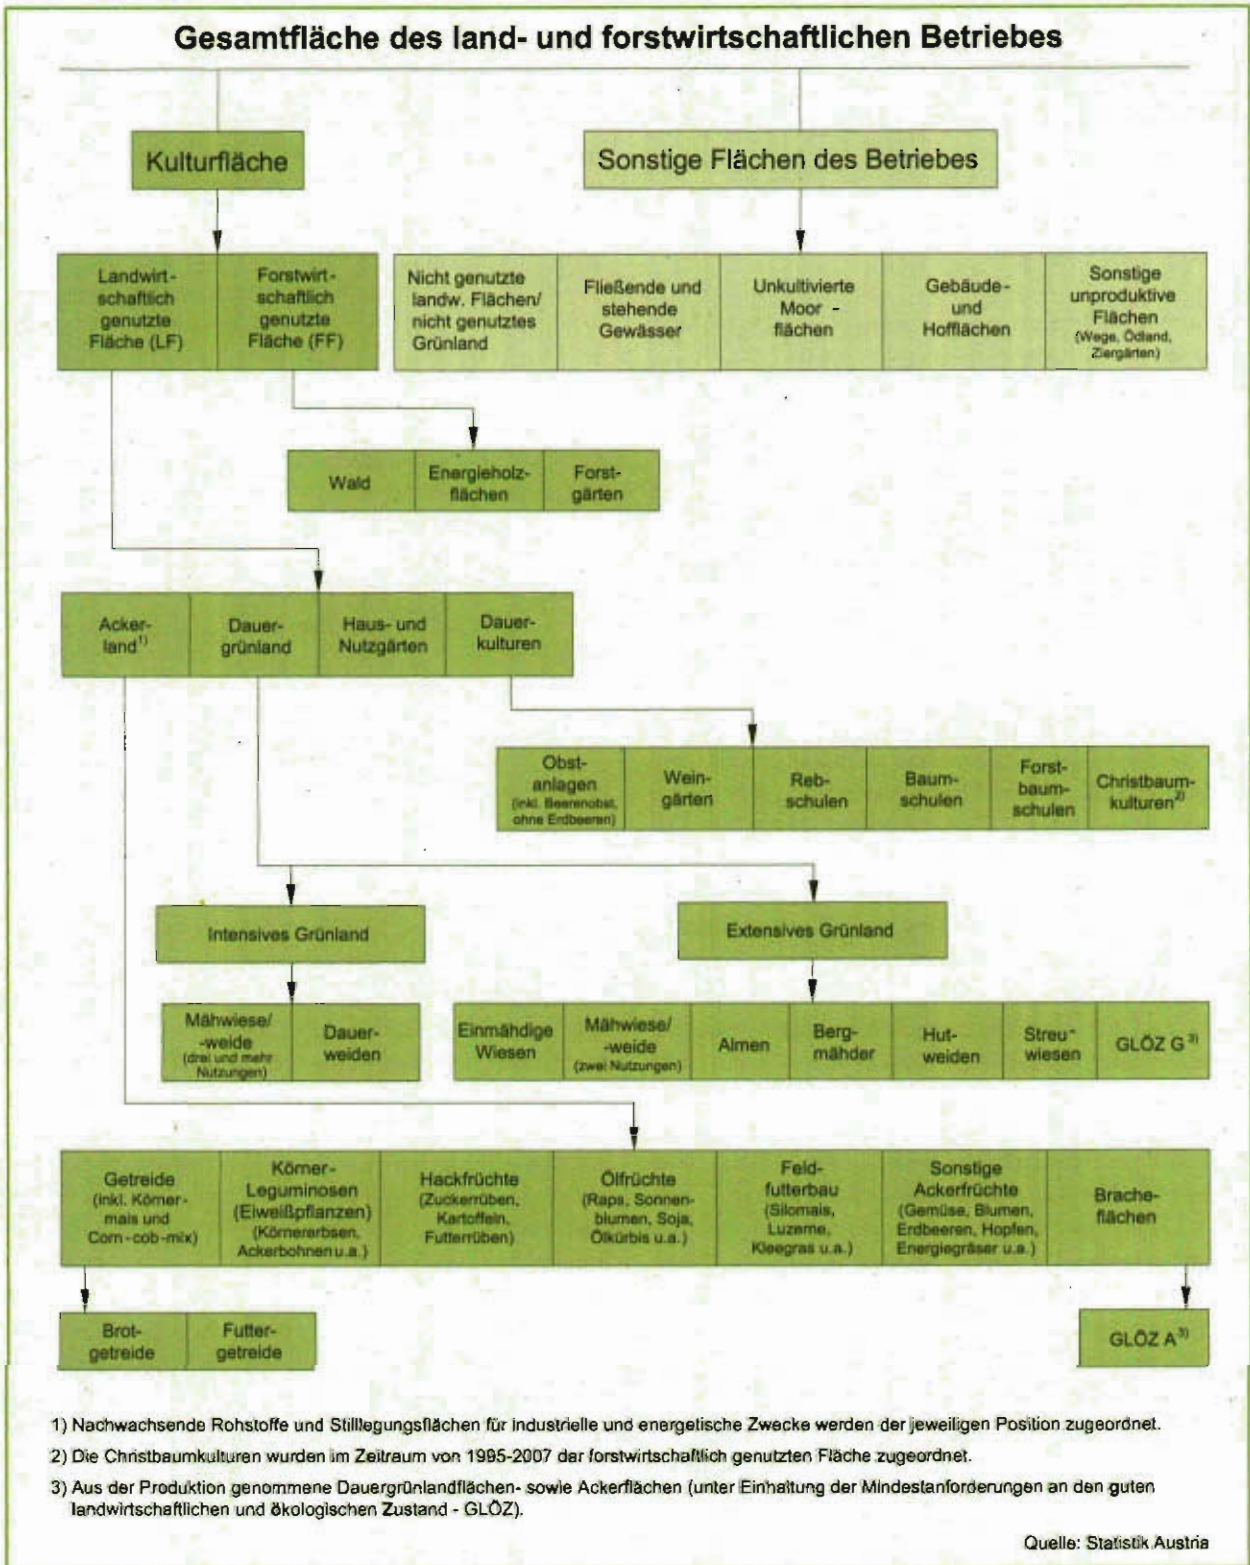 Gesamtfläche des land- und forstwirtschaftlichen Betriebes
Kulturfläche
Sonstige Flächen des Betriebes
Landwirt-
schaftlich
genutzte
Fläche (LF)
Forstwirt-
schaftlich
genutzte
Fläche (FF)
Nicht genutzte
landw. Flächen/
nicht genutztes
Grünland
Fließende und
stehende
Gewässer
Unkultivierte
Moor -
flächen
Gebäude-
und
Hofflächen
Sonstige
unproduktive
Flächen
(Wege, Ödland,
Ziergärten)
Wald
Energieholz-
flächen
Forst-
gärten
Acker-
land1)
Dauer-
grünland
Haus- und
Nutzgärten
Dauer-
kulturen
Obst-
anlagen
(inkl. Beerenobst,
ohne Erdbeeren)
Wein-
gärten
Reb-
schulen
Baum-
schulen
Forst-
baum-
schulen
Christbaum-
kulturen2)
Intensives Grünland
Extensives Grünland
Mähwiese/
-weide
(drei und mehr
Nutzungen)
Dauer-
weiden
Einmähdige
Wiesen
Mähwiese/
-weide
(zwei Nutzungen)
Almen
Berg-
mähder
Hut-
weiden
Streu-
wiesen
GLÖZ G3)
Getreide
(inkl. Körner-
mais und
Corn-cob-mix)
Körner-
Leguminosen
(Eiweißpflanzen)
(Körnererbsen,
Ackerbohnen u.a.)
Hackfrüchte
(Zuckerrüben,
Kartoffeln,
Futterrüben)
Ölfrüchte
(Raps, Sonnen-
blumen, Soja,
Ölkürbis u.a.)
Feld-
futterbau
(Silomais,
Luzerne,
Kleegras u.a.)
Sonstige
Ackerfrüchte
(Gemüse, Blumen,
Erdbeeren, Hopfen,
Energiegräser u.a.)
Brache-
flächen
Brot-
getreide
Futter-
getreide
GLÖZ A3)
1) Nachwachsende Rohstoffe und Stilllegungsflächen für industrielle und energetische Zwecke werden der jeweiligen Position zugeordnet.
2) Die Christbaumkulturen wurden im Zeitraum von 1995-2007 der forstwirtschaftlich genutzten Fläche zugeordnet.
3) Aus der Produktion genommene Dauergrünlandflächen- sowie Ackerflächen (unter Einhaltung der Mindestanforderungen an den guten
landwirtschaftlichen und ökologischen Zustand - GLÖZ).
Quelle: Statistik Austria